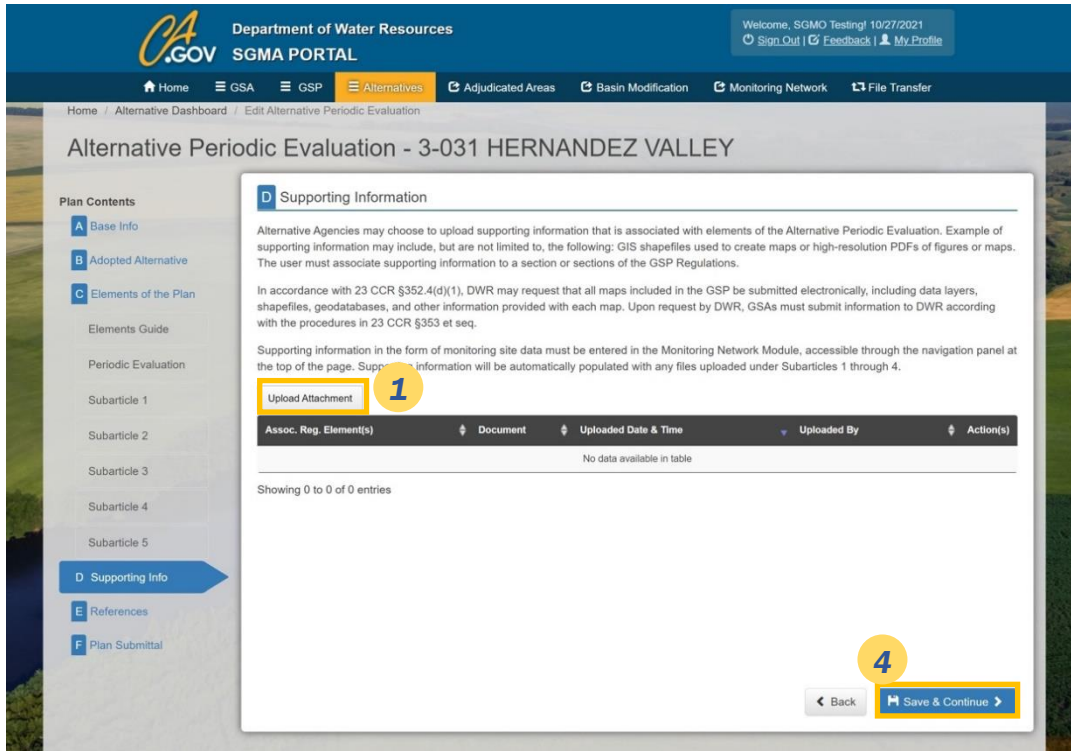 CA
.GOV
Department of Water Resources
SGMA PORTAL
Welcome, SGMO Testing! 10/27/2021
Sign Out | Feedback | My Profile
Home GSA GSP Alternatives Adjudicated Areas Basin Modification Monitoring Network File Transfer
Home / Alternative Dashboard / Edit Alternative Periodic Evaluation
Alternative Periodic Evaluation - 3-031 HERNANDEZ VALLEY
Plan Contents
A Base Info
B Adopted Alternative
C Elements of the Plan
Elements Guide
Periodic Evaluation
Subarticle 1
Subarticle 2
Subarticle 3
Subarticle 4
Subarticle 5
D Supporting Info
E References
F Plan Submittal
D Supporting Information
Alternative Agencies may choose to upload supporting information that is associated with elements of the Alternative Periodic Evaluation. Example of
supporting information may include, but are not limited to, the following: GIS shapefiles used to create maps or high-resolution PDFs of figures or maps.
The user must associate supporting information to a section or sections of the GSP Regulations.
In accordance with 23 CCR §352.4(d)(1), DWR may request that all maps included in the GSP be submitted electronically, including data layers,
shapefiles, geodatabases, and other information provided with each map. Upon request by DWR, GSAs must submit information to DWR according
with the procedures in 23 CCR §353 et seq.
Supporting information in the form of monitoring site data must be entered in the Monitoring Network Module, accessible through the navigation panel at
the top of the page. information will be automatically populated with any files uploaded under Subarticles 1 through 4.
Upload Attachment
1
Assoc. Reg. Element(s) Document Uploaded Date & Time Uploaded By Action(s)
No data available in table
Showing 0 to 0 of 0 entries
4
Back Save & Continue